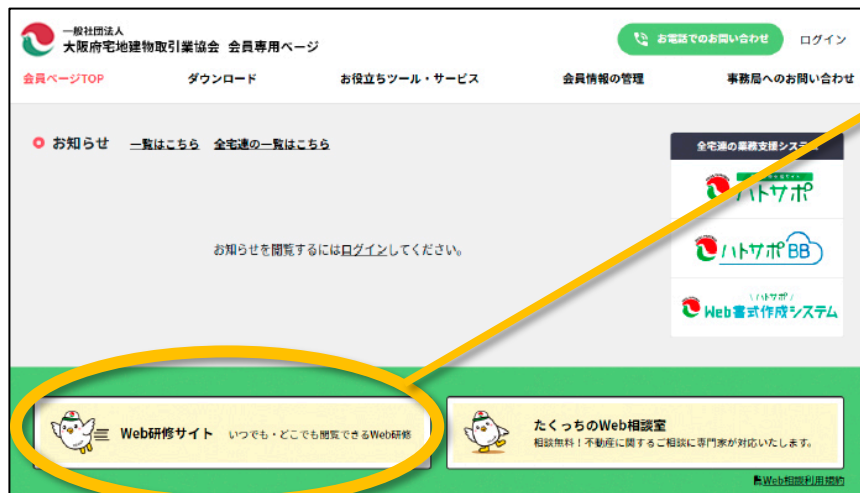 一般社団法人
大阪府宅地建物取引業協会 会員専用ページ
お電話でのお問い合わせ ログイン
会員ページTOP ダウンロード お役立ちツール・サービス 会員情報の管理 事務局へのお問い合わせ
お知らせ 一覧はこちら 全宅連の一覧はこちら
全宅連の業務支援システム
ハトサポ
お知らせを閲覧するにはログインしてください。
ハトサポBB
\ハトサポ/
Web書式作成システム
Web研修サイト いつでも・どこでも閲覧できるWeb研修
たくっちのWeb相談室
相談無料！不動産に関するご相談に専門家が対応いたします。
Web相談利用規約